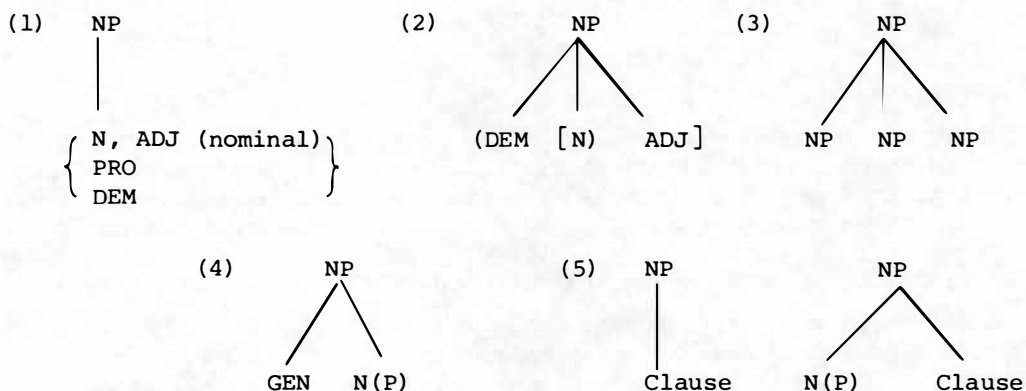 (1) NP (2) NP (3) NP
(DEM [N) ADJ] NP NP NP
{ N, ADJ (nominal) }
PRO
DEM
(4) NP (5) NP NP
GEN N(P) Clause N(P) Clause